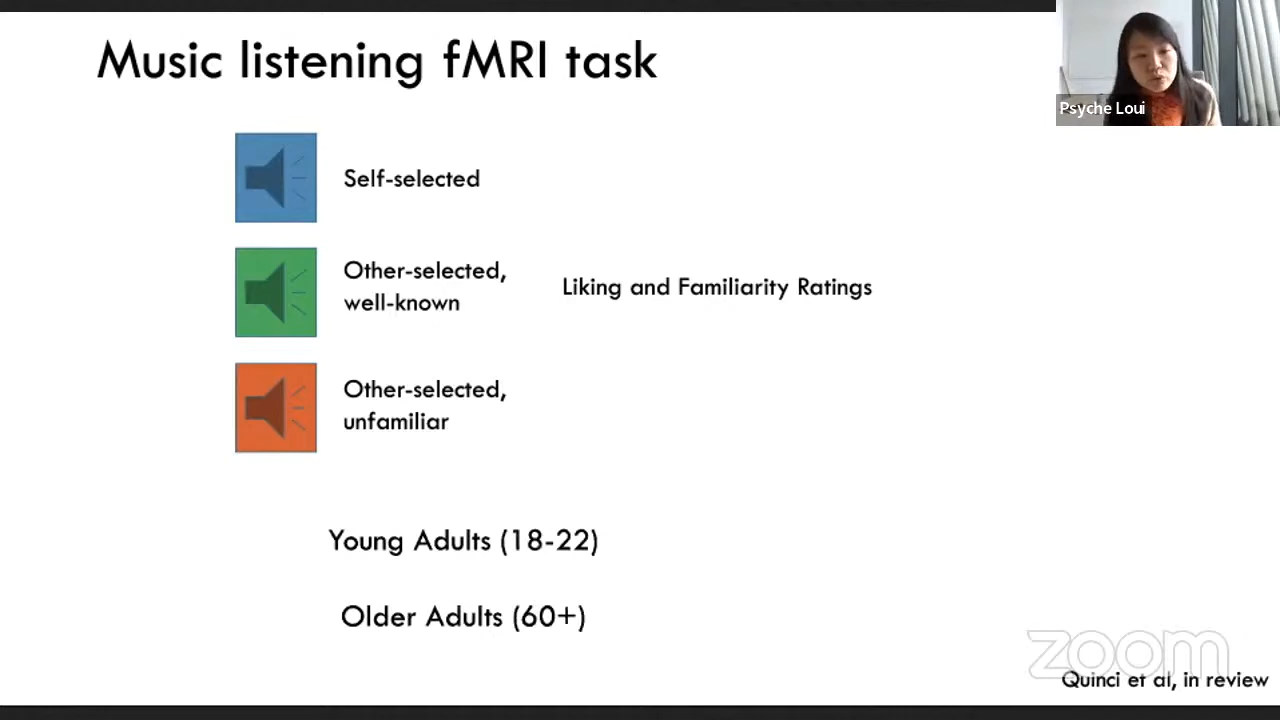 Music listening fMRI task
Psyche Loui
Self-selected
Other-selected,
well-known
Liking and Familiarity Ratings
Other-selected,
unfamiliar
Young Adults (18-22)
Older Adults (60+)
zoom
Quinci et al, in review